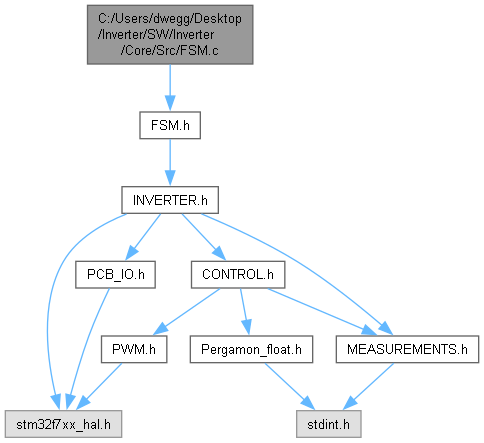 C:/Users/dwegg/Desktop
/Inverter/SW/Inverter
/Core/Src/FSM.c
FSM.h
INVERTER.h
PCB_IO.h
CONTROL.h
PWM.h
Pergamon_float.h
MEASUREMENTS.h
stm32f7xx_hal.h
stdint.h